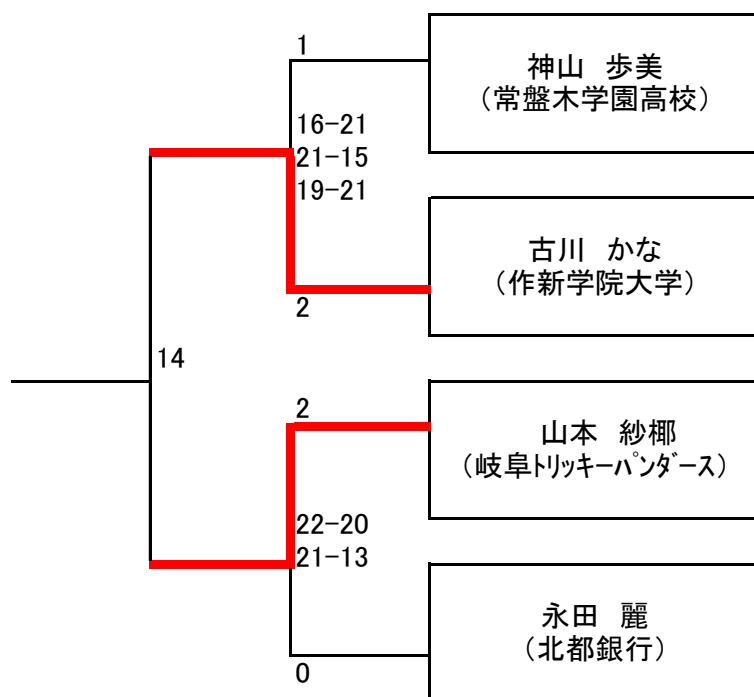 1
神山 歩美
（常盤木学園高校）
16-21
21-15
19-21
古川 かな
（作新学院大学）
2
14
2
山本 紗椰
（岐阜ﾄﾘｯｷｰﾊﾟﾝﾀﾞｰｽ）
22-20
21-13
永田 麗
（北都銀行）
0